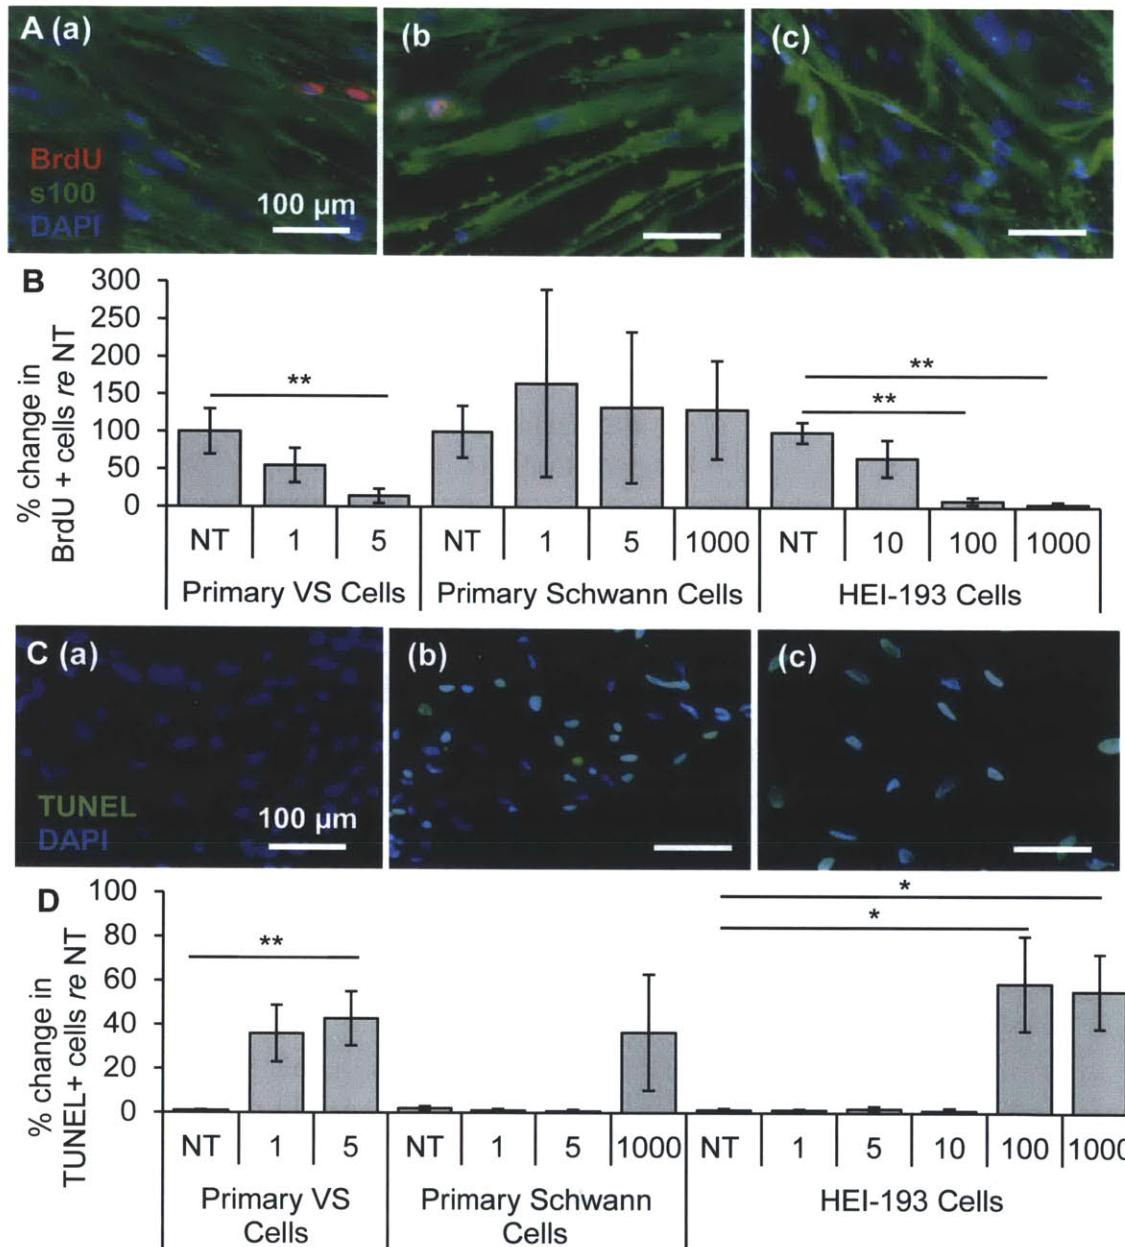 A (a)
(b)
(c)
BrdU
s100
DAPI
100 µm
B
% change in
BrdU + cells re NT
300
250
200
150
100
50
0
**
**
**
NT 1 5 NT 1 5 1000 NT 10 100 1000
Primary VS Cells Primary Schwann Cells HEI-193 Cells
C (a)
(b)
(c)
TUNEL
DAPI
100 µm
D
% change in
TUNEL+ cells re NT
100
80
60
40
20
0
**
*
*
NT 1 5 NT 1 5 1000 NT 1 5 10 100 1000
Primary VS
Cells
Primary Schwann
Cells
HEI-193 Cells